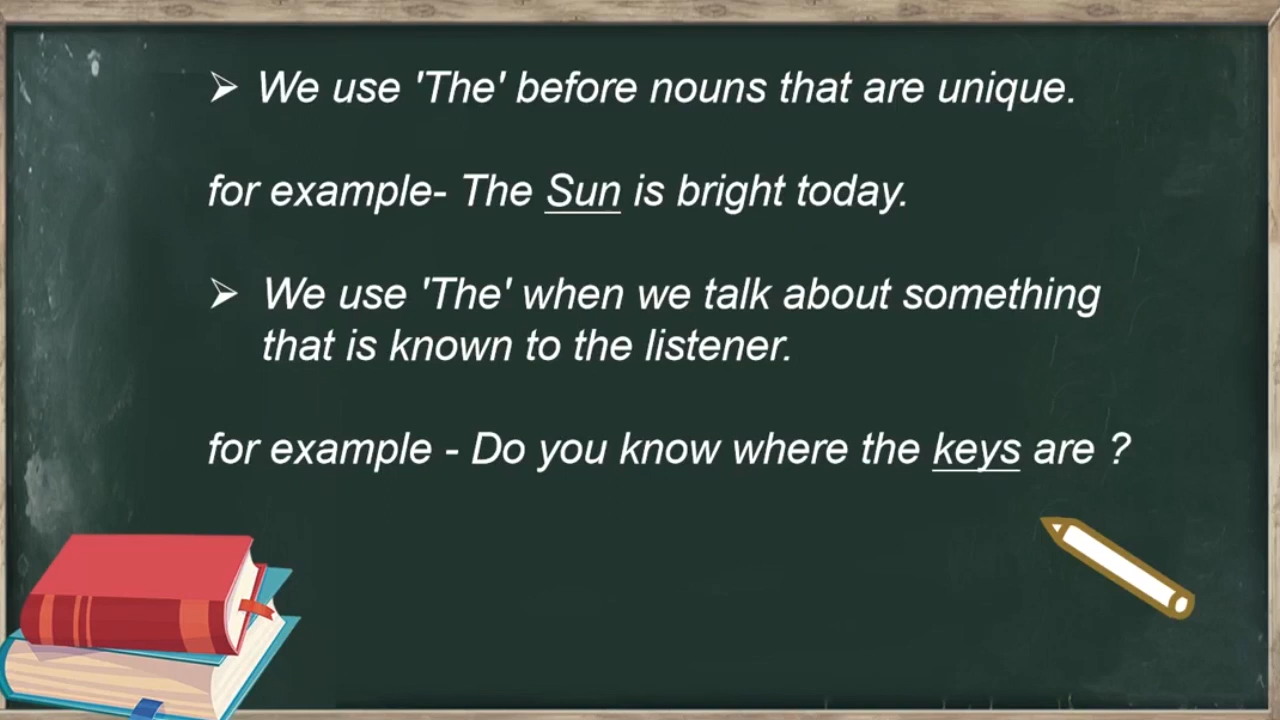 ➢ We use 'The' before nouns that are unique.
for example- The Sun is bright today.
➢ We use 'The' when we talk about something
that is known to the listener.
for example - Do you know where the keys are ?